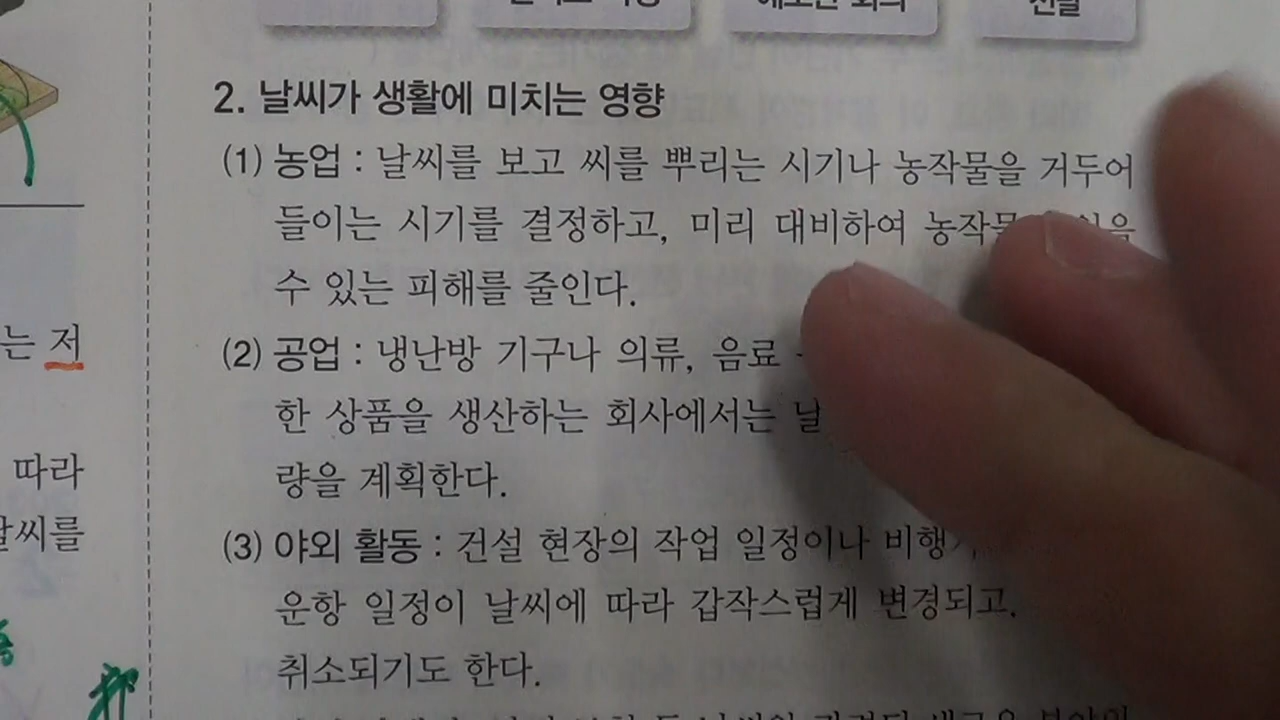 전달
2. 날씨가 생활에 미치는 영향
(1) 농업 : 날씨를 보고 씨를 뿌리는 시기나 농작물을 거두어
들이는 시기를 결정하고, 미리 대비하여 농작물
수 있는 피해를 줄인다.
(2) 공업 : 냉난방 기구나 의류, 음료
한 상품을 생산하는 회사에서는 날
량을 계획한다.
(3) 야외 활동 : 건설 현장의 작업 일정이나 비행
운항 일정이 날씨에 따라 갑작스럽게 변경되고,
취소되기도 한다.
는 저
따라
날씨를